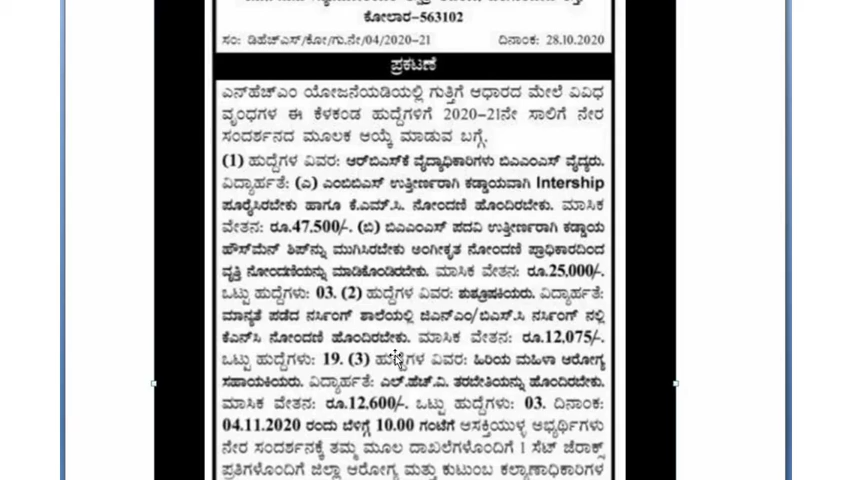 ಕೋಲಾರ-563102
ಸಂ: ಡಿಹೆಚ್ಎಸ್/ಕೋ/ಗು.ನೇ/04/2020-21 ದಿನಾಂಕ: 28.10.2020
ಪ್ರಕಟಣೆ
ಎನ್‌ಹೆಚ್‌ಎಂ ಯೋಜನೆಯಡಿಯಲ್ಲಿ ಗುತ್ತಿಗೆ ಆಧಾರದ ಮೇಲೆ ವಿವಿಧ
ವೃಂಧಗಳ ಈ ಕೆಳಕಂಡ ಹುದ್ದೆಗಳಿಗೆ 2020-21ನೇ ಸಾಲಿಗೆ ನೇರ
ಸಂದರ್ಶನದ ಮೂಲಕ ಆಯ್ಕೆ ಮಾಡುವ ಬಗ್ಗೆ.
(1) ಹುದ್ದೆಗಳ ವಿವರ: ಆರ್‌ಬಿಎಸ್‌ಕೆ ವೈದ್ಯಾಧಿಕಾರಿಗಳು ಬಿಎಎಂಎಸ್ ವೈದ್ಯರು.
ವಿದ್ಯಾರ್ಹತೆ: (ಎ) ಎಂಬಿಬಿಎಸ್ ಉತ್ತೀರ್ಣರಾಗಿ ಕಡ್ಡಾಯವಾಗಿ Intership
ಪೂರೈಸಿರಬೇಕು ಹಾಗೂ ಕೆ.ಎಮ್.ಸಿ. ನೋಂದಣಿ ಹೊಂದಿರಬೇಕು. ಮಾಸಿಕ
ವೇತನ: ರೂ.47.500/-. (ಬಿ) ಬಿಎಎಂಎಸ್ ಪದವಿ ಉತ್ತೀರ್ಣರಾಗಿ ಕಡ್ಡಾಯ
ಹೌಸ್‌ಮೆನ್ ಶಿಪ್‌ನ್ನು ಮುಗಿಸಿರಬೇಕು ಅಂಗೀಕೃತ ನೋಂದಣಿ ಪ್ರಾಧಿಕಾರದಿಂದ
ವೃತ್ತಿ ನೋಂದಣಿಯನ್ನು ಮಾಡಿಕೊಂಡಿರಬೇಕು. ಮಾಸಿಕ ವೇತನ: ರೂ.25,000/-.
ಒಟ್ಟು ಹುದ್ದೆಗಳು: 03. (2) ಹುದ್ದೆಗಳ ವಿವರ: ಶುಶ್ರೂಷಕಿಯರು. ವಿದ್ಯಾರ್ಹತೆ:
ಮಾನ್ಯತೆ ಪಡೆದ ನರ್ಸಿಂಗ್ ಶಾಲೆಯಲ್ಲಿ ಜಿಎನ್ಎಂ/ಬಿಎಸ್.ಸಿ ನರ್ಸಿಂಗ್ ನಲ್ಲಿ
ಕೆಎನ್‌ಸಿ ನೋಂದಣಿ ಹೊಂದಿರಬೇಕು. ಮಾಸಿಕ ವೇತನ: ರೂ.12.075/-.
ಒಟ್ಟು ಹುದ್ದೆಗಳು: 19. (3) ಹುದ್ದೆಗಳ ವಿವರ: ಹಿರಿಯ ಮಹಿಳಾ ಆರೋಗ್ಯ
ಸಹಾಯಕಿಯರು. ವಿದ್ಯಾರ್ಹತೆ: ಎಲ್.ಹೆಚ್.ವಿ. ತರಬೇತಿಯನ್ನು ಹೊಂದಿರಬೇಕು.
ಮಾಸಿಕ ವೇತನ: ರೂ.12,600/-. ಒಟ್ಟು ಹುದ್ದೆಗಳು: 03. ದಿನಾಂಕ:
04.11.2020 ರಂದು ಬೆಳಿಗ್ಗೆ 10.00 ಗಂಟೆಗೆ ಆಸಕ್ತಿಯುಳ್ಳ ಅಭ್ಯರ್ಥಿಗಳು
ನೇರ ಸಂದರ್ಶನಕ್ಕೆ ತಮ್ಮ ಮೂಲ ದಾಖಲೆಗಳೊಂದಿಗೆ 1 ಸೆಟ್ ಜೆರಾಕ್ಸ್
ಪ್ರತಿಗಳೊಂದಿಗೆ ಜಿಲ್ಲಾ ಆರೋಗ್ಯ ಮತ್ತು ಕುಟುಂಬ ಕಲ್ಯಾಣಾಧಿಕಾರಿಗಳ